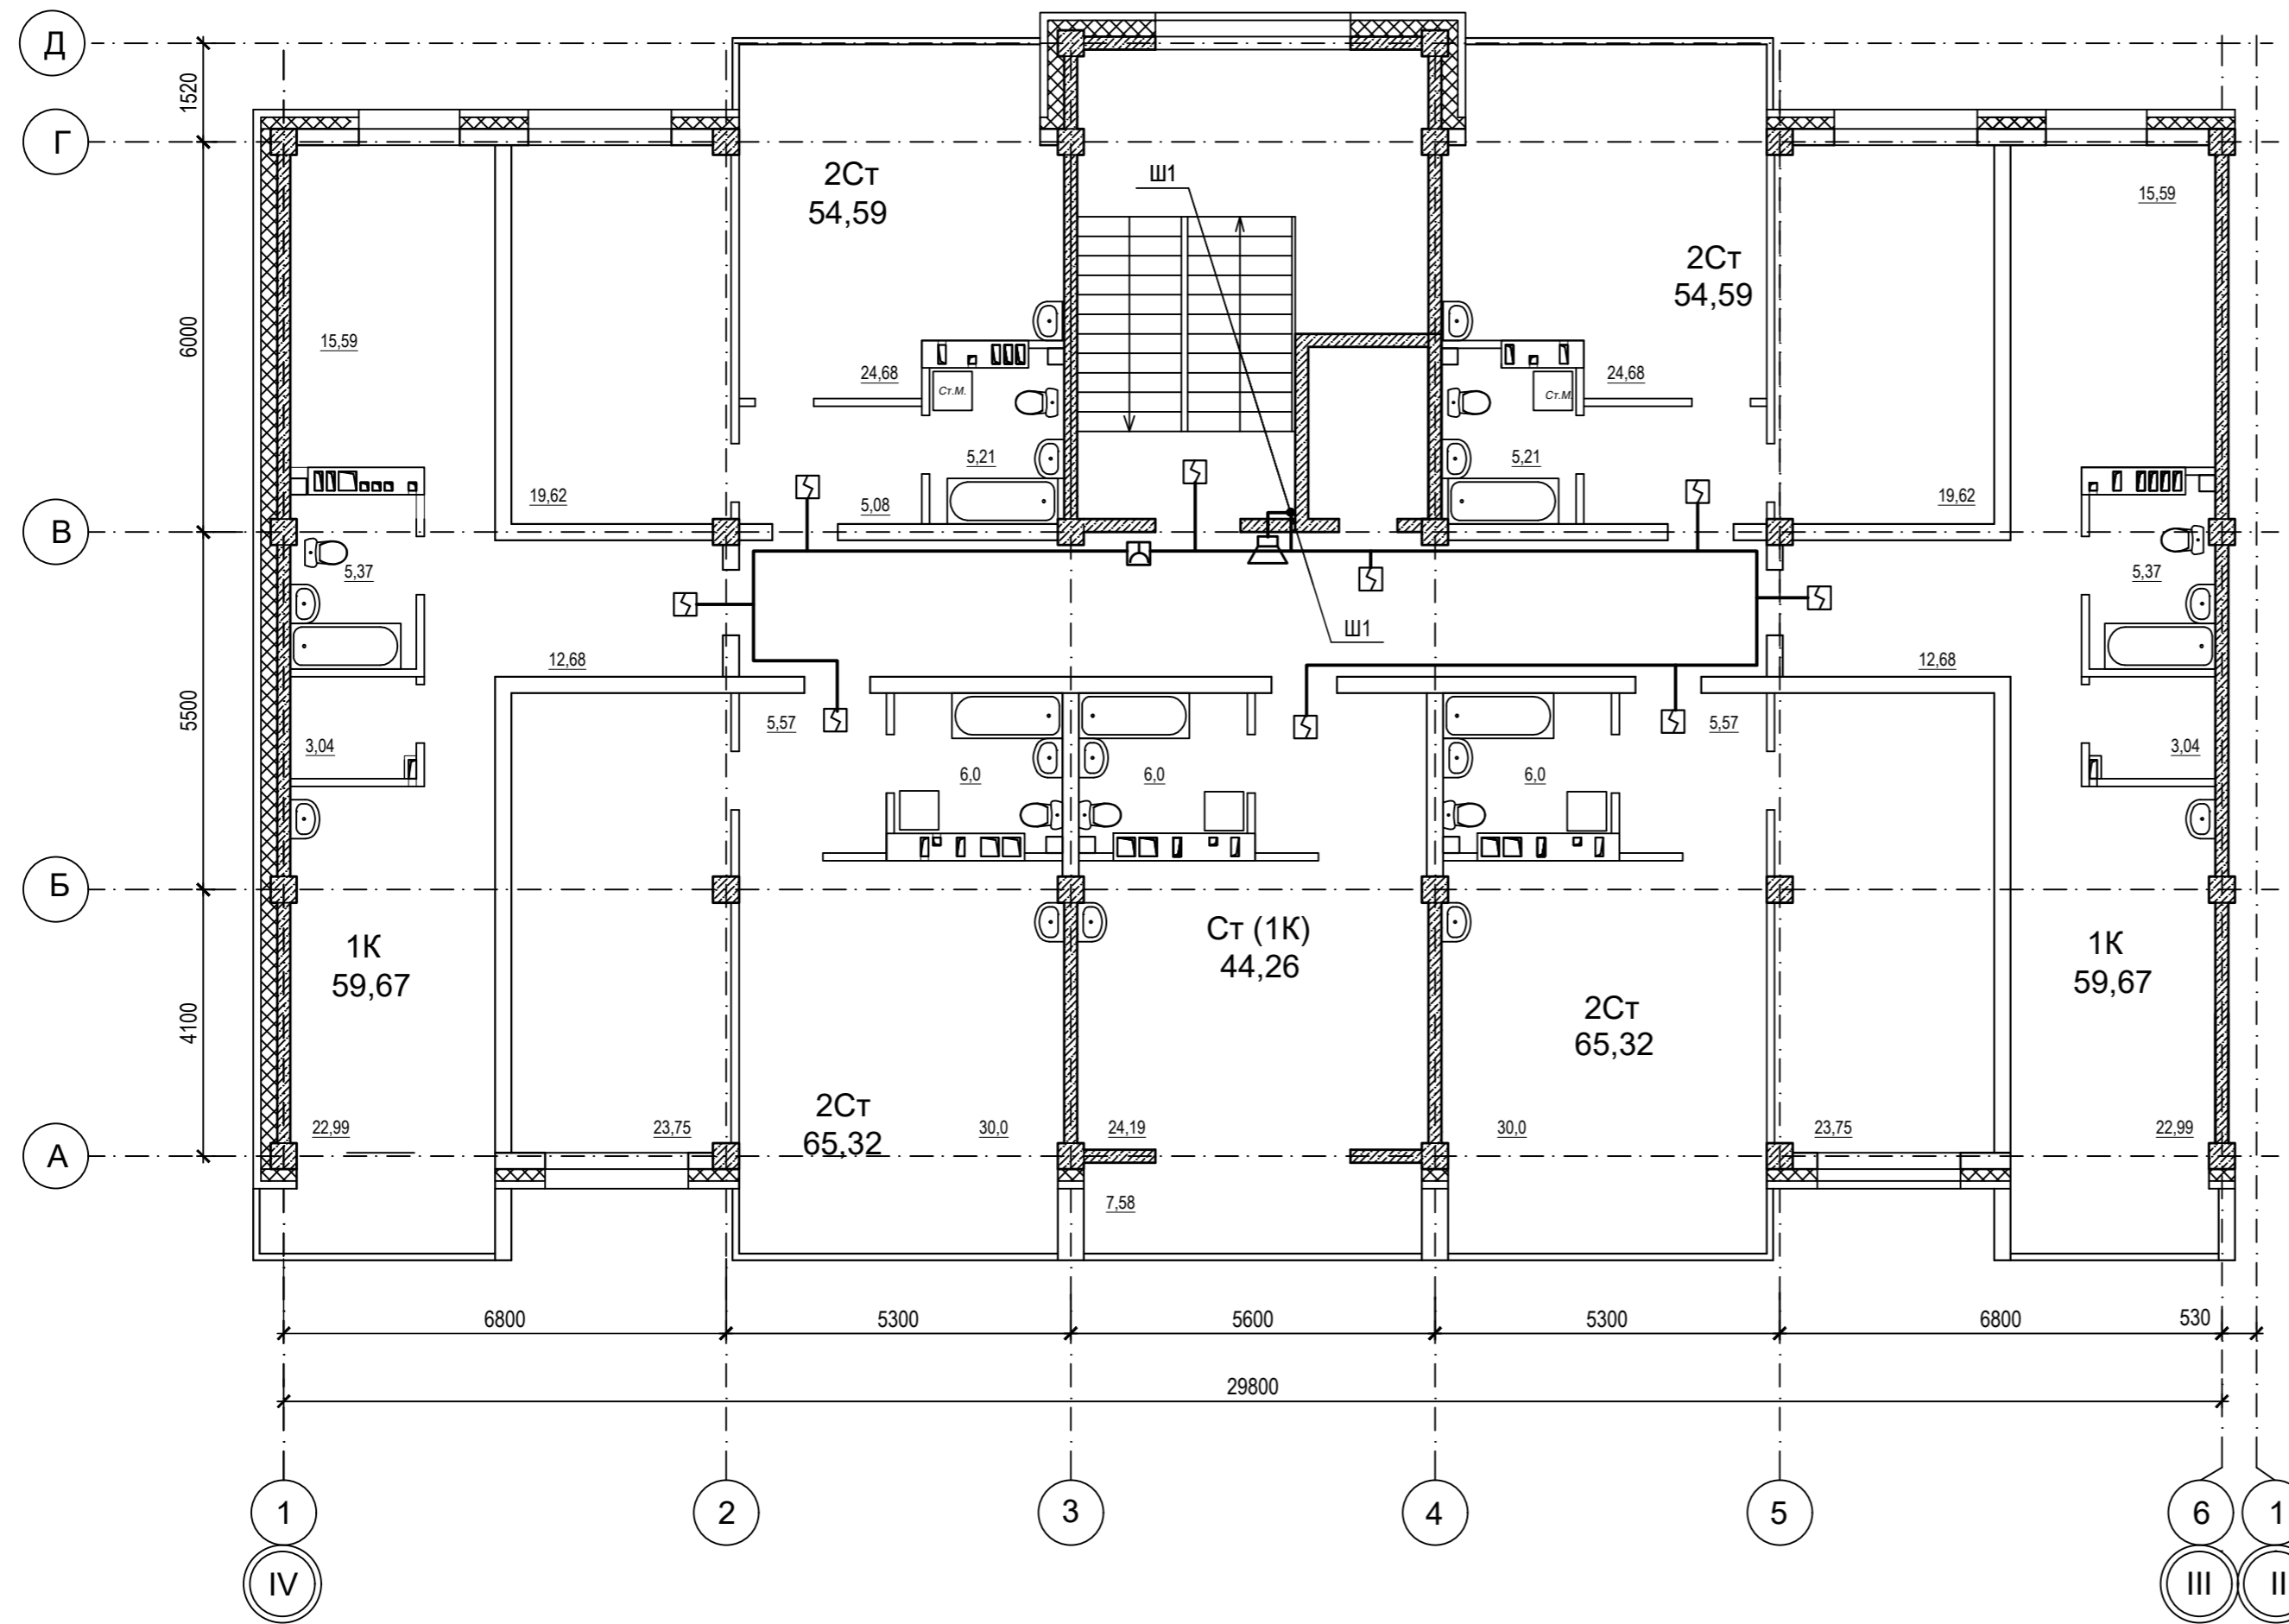 Д
1520
Г
2Ст
54,59
Ш1
15,59
2Ст
54,59
6000
15,59
24,68
Ст.М.
24,68
Ст.М.
5,21
5,21
19,62
5,08
19,62
В
5,37
5,37
Ш1
12,68
12,68
5500
5,57
5,57
3,04
3,04
6,0
6,0
6,0
Б
1К
59,67
Ст (1К)
44,26
1К
59,67
2Ст
65,32
4100
2Ст
65,32
22,99
23,75
30,0
24,19
30,0
23,75
22,99
А
7,58
6800
5300
5600
5300
6800
530
29800
1
2
3
4
5
6
1
IV
III
II